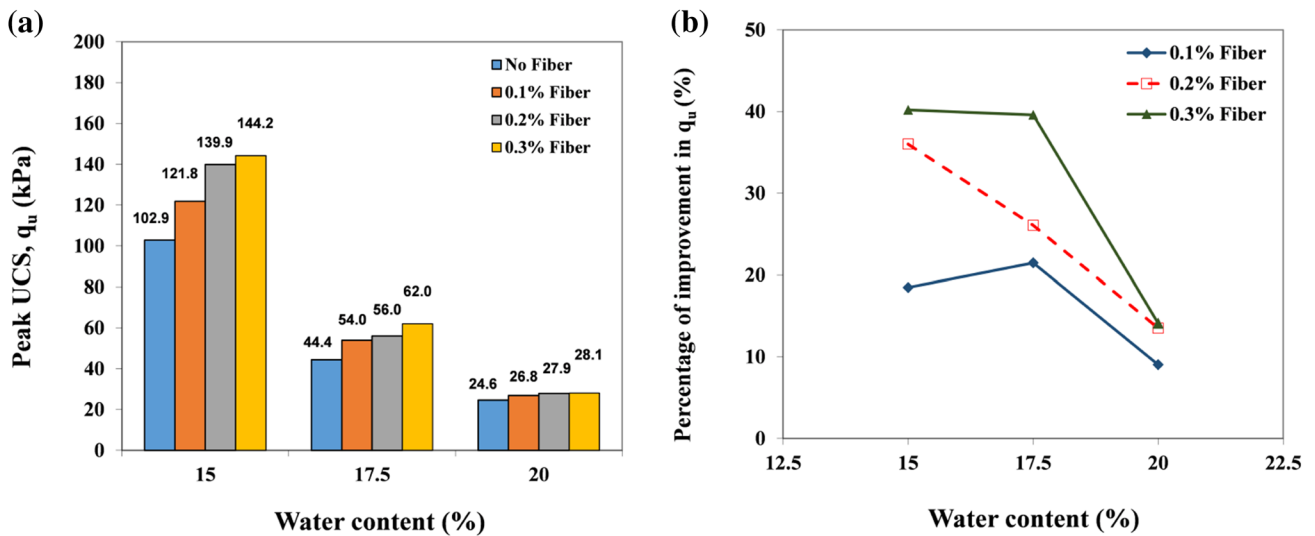 (a)
Peak UCS, qu (kPa)
200
180
160
140
120
100
80
60
40
20
0
No Fiber
0.1% Fiber
0.2% Fiber
0.3% Fiber
102.9
121.8
139.9
144.2
44.4
54.0
56.0
62.0
24.6
26.8
27.9
28.1
15
17.5
20
Water content (%)
(b)
Percentage of improvement in qu (%)
50
40
30
20
10
0
0.1% Fiber
0.2% Fiber
0.3% Fiber
12.5
15
17.5
20
22.5
Water content (%)